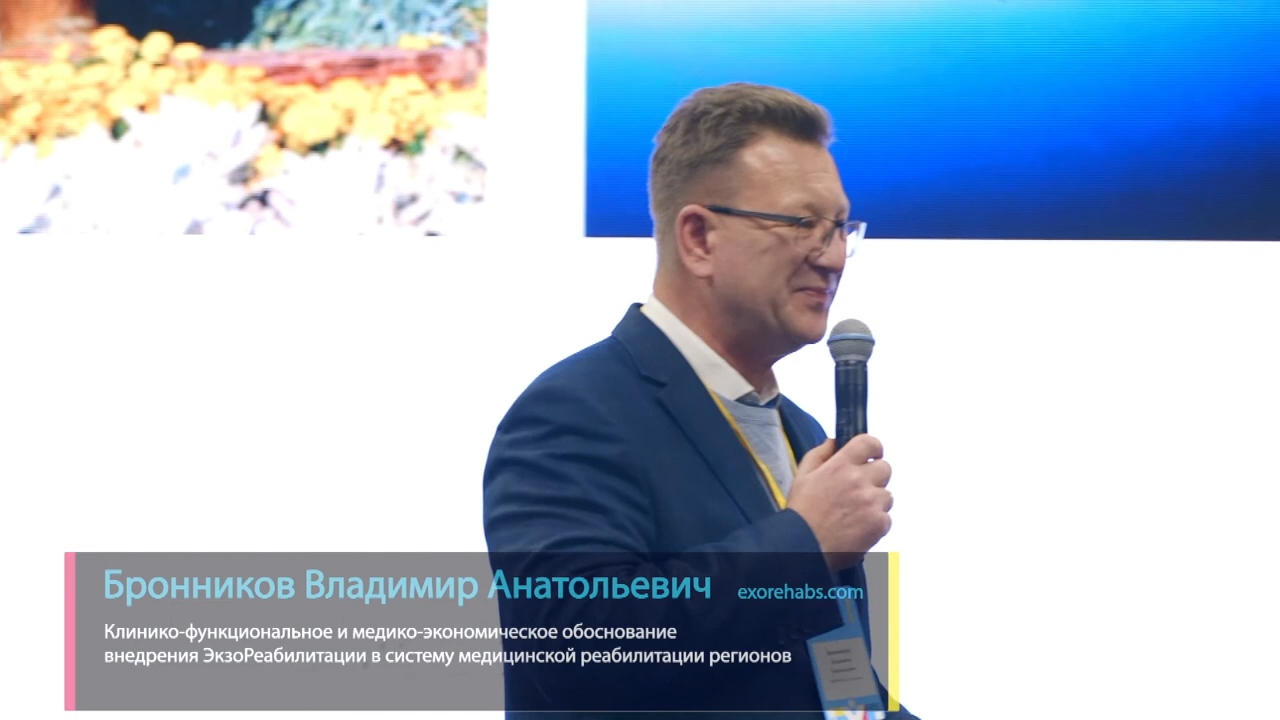 Бронников Владимир Анатольевич exorehabs.com
Клинико-функциональное и медико-экономическое обоснование
внедрения ЭкзоРеабилитации в систему медицинской реабилитации регионов